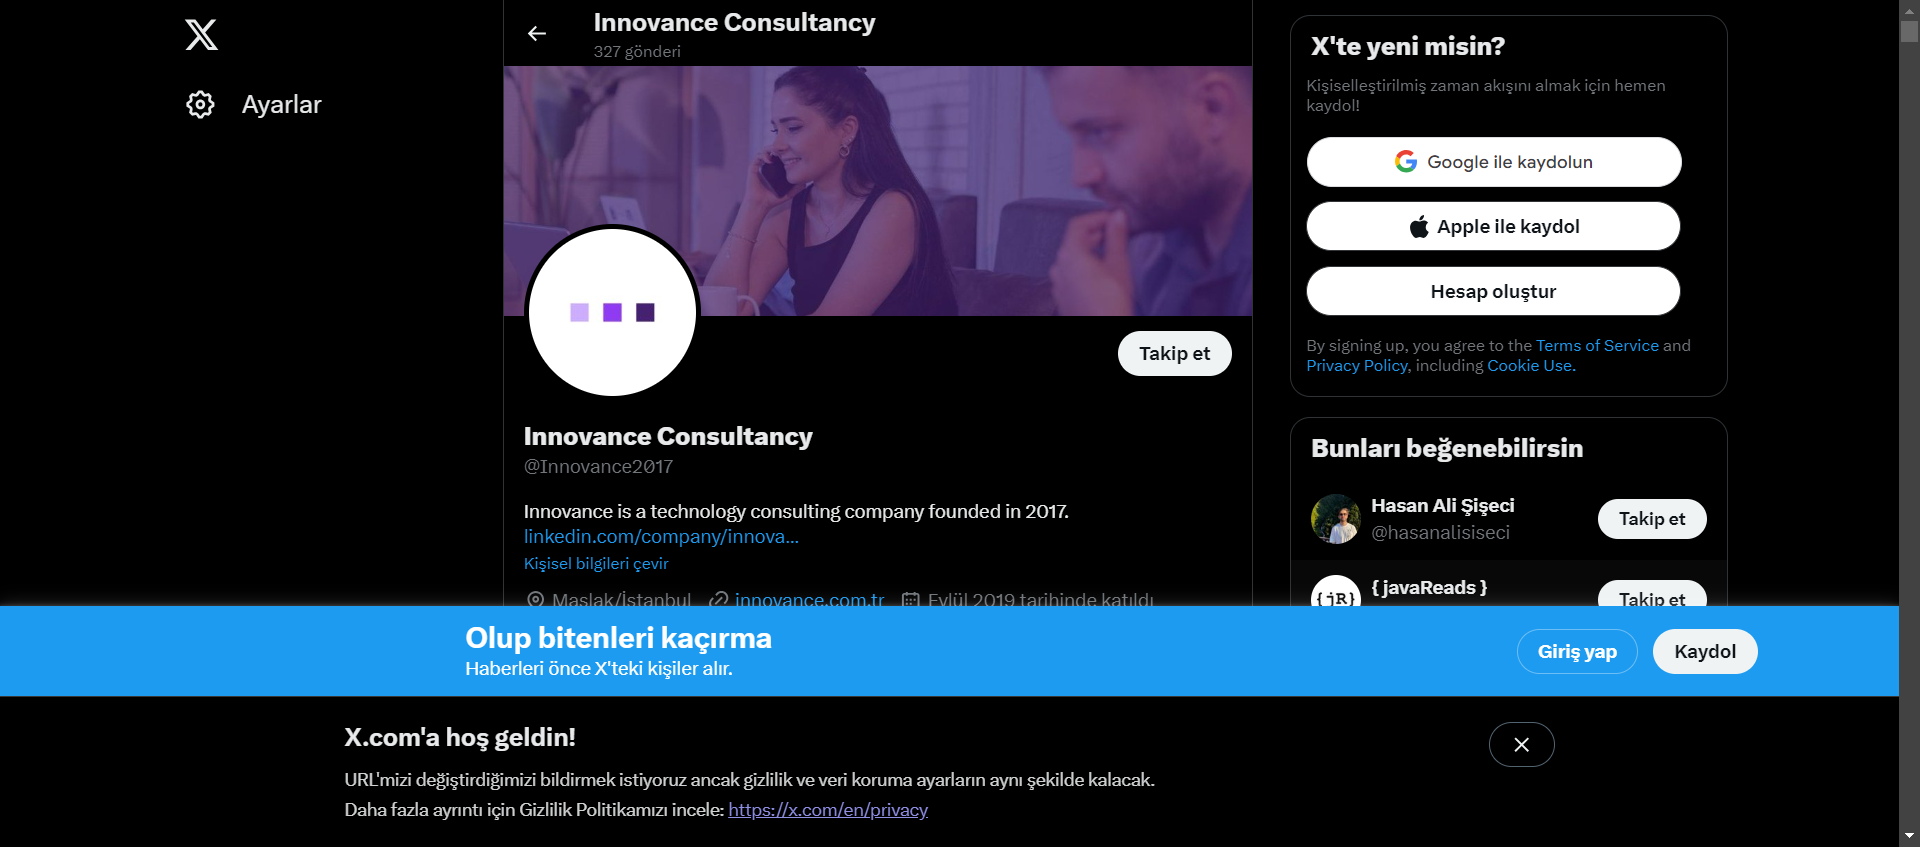 Ayarlar
Innovance Consultancy
327 gönderi
Takip et
Innovance Consultancy
@Innovance2017
Innovance is a technology consulting company founded in 2017.
linkedin.com/company/innova...
Kişisel bilgileri çevir
Maslak/İstanbul innovance.com.tr Eylül 2019 tarihinde katıldı
X'te yeni misin?
Kişiselleştirilmiş zaman akışını almak için hemen
kaydol!
Google ile kaydolun
Apple ile kaydol
Hesap oluştur
By signing up, you agree to the Terms of Service and
Privacy Policy, including Cookie Use.
Bunları beğenebilirsin
Hasan Ali Şişeci
@hasanalisiseci
Takip et
{jR}
{ javaReads }
Takip et
Olup bitenleri kaçırma
Haberleri önce X'teki kişiler alır.
Giriş yap
Kaydol
X.com'a hoş geldin!
URL'mizi değiştirdiğimizi bildirmek istiyoruz ancak gizlilik ve veri koruma ayarların aynı şekilde kalacak.
Daha fazla ayrıntı için Gizlilik Politikamızı incele: https://x.com/en/privacy